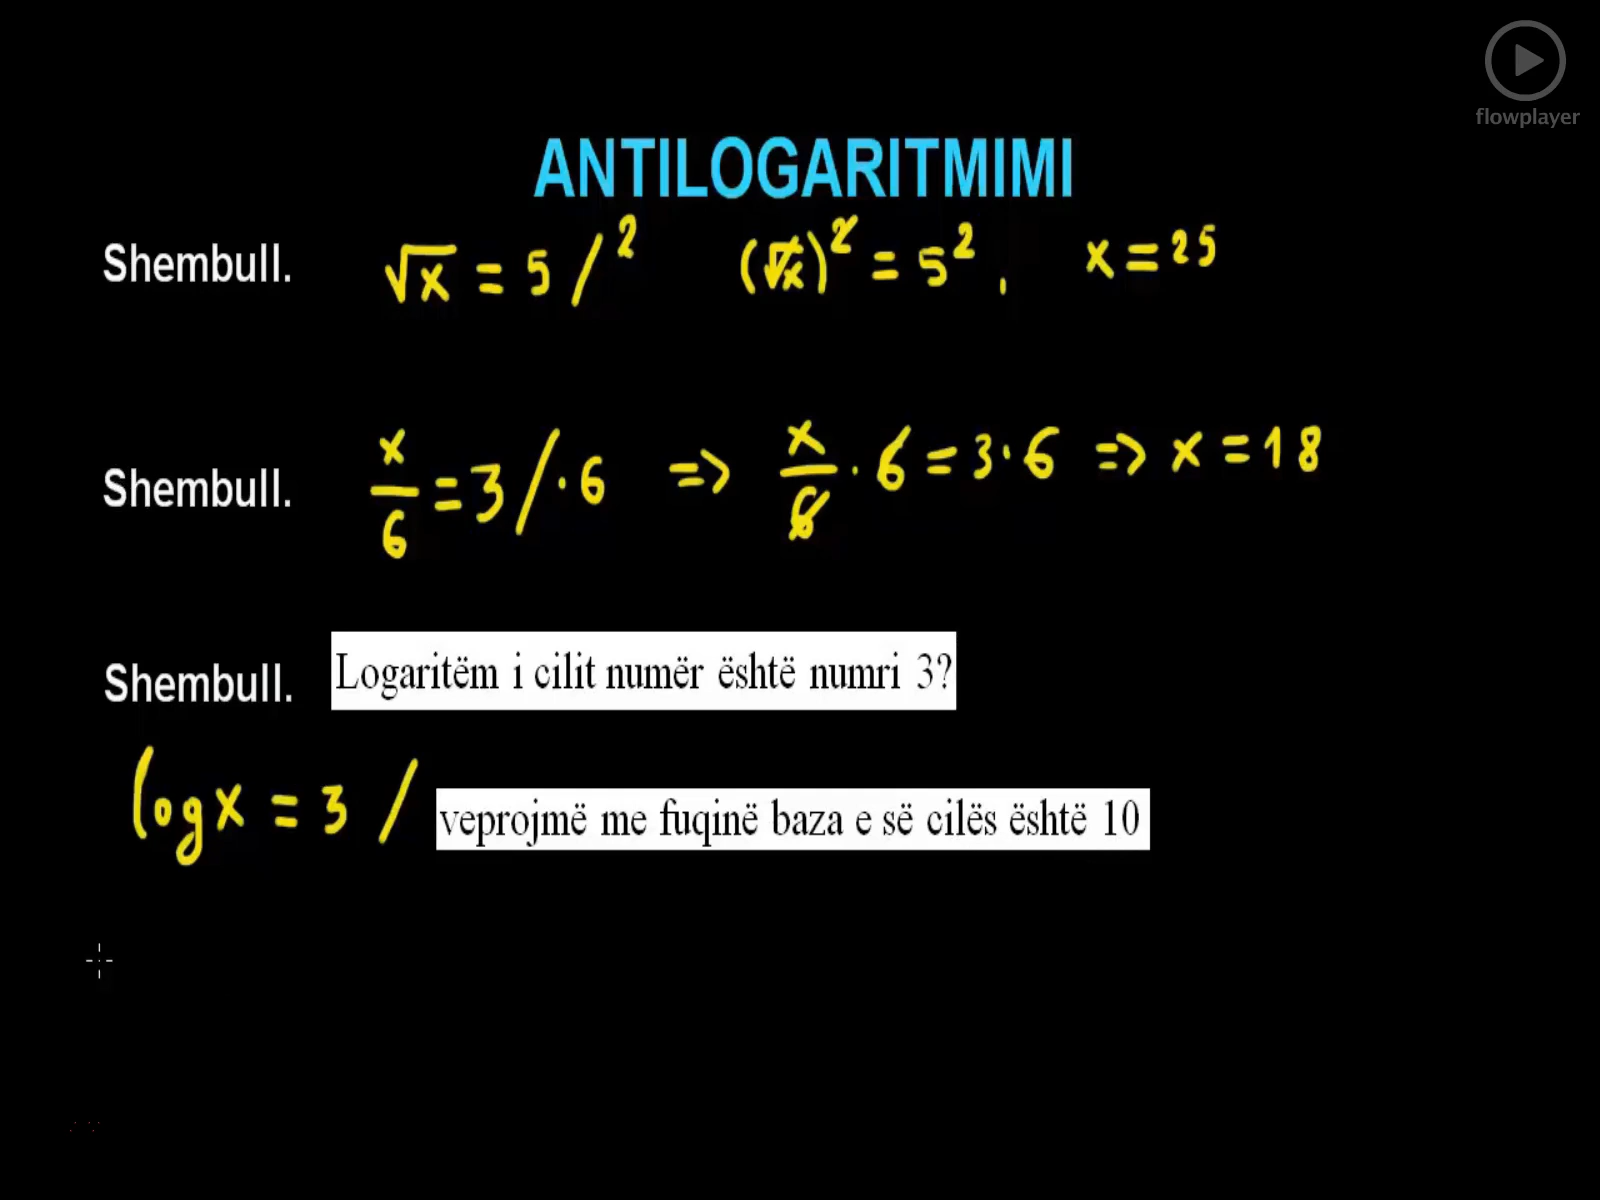 flowplayer
ANTILOGARITMIMI
Shembull. √x = 5 / ² (√x)² = 5² , x = 25
Shembull. x/6 = 3 / · 6 => x/6 · 6 = 3 · 6 => x = 18
Shembull. Logaritëm i cilit numër është numri 3?
log x = 3 / veprojmë me fuqinë baza e së cilës është 10